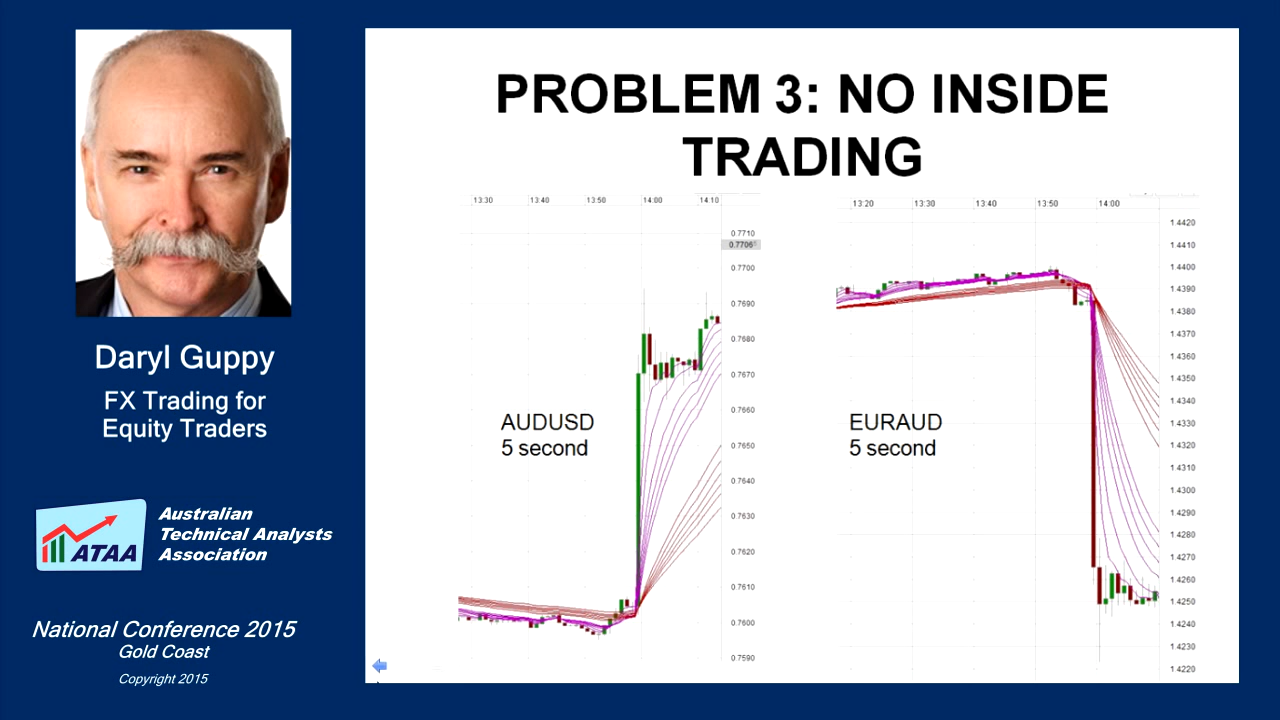 PROBLEM 3: NO INSIDE
TRADING
Daryl Guppy
FX Trading for
Equity Traders
ATAA
Australian
Technical Analysts
Association
National Conference 2015
Gold Coast
Copyright 2015
13:30 13:40 13:50 14:00 14:10
0.7710
0.7706
0.7700
0.7690
0.7680
0.7670
0.7660
0.7650
0.7640
0.7630
0.7620
0.7610
0.7600
0.7590
AUDUSD
5 second
13:20 13:30 13:40 13:50 14:00
1.4420
1.4410
1.4400
1.4390
1.4380
1.4370
1.4360
1.4350
1.4340
1.4330
1.4320
1.4310
1.4300
1.4290
1.4280
1.4270
1.4260
1.4250
1.4240
1.4230
1.4220
EURAUD
5 second